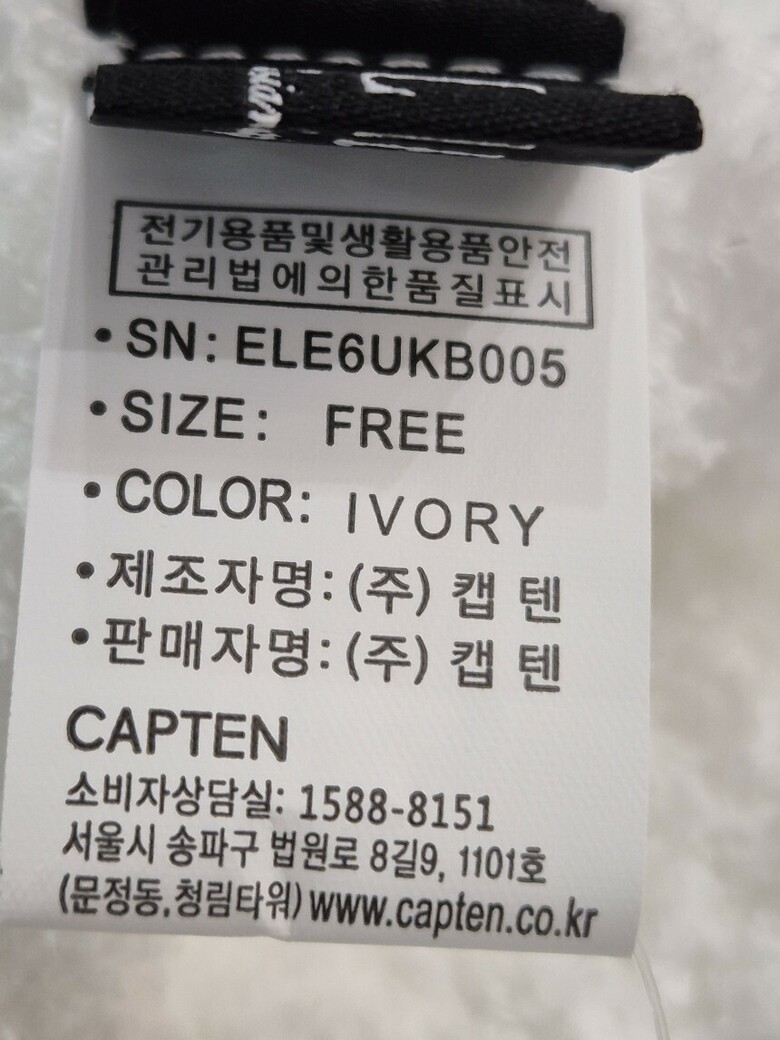 전기용품및생활용품안전
관리법에의한품질표시
• SN: ELE6UKB005
• SIZE: FREE
• COLOR: IVORY
• 제조자명: (주) 캡 텐
• 판매자명: (주) 캡 텐
CAPTEN
소비자상담실: 1588-8151
서울시 송파구 법원로 8길9, 1101호
(문정동,청림타워) www.capten.co.kr